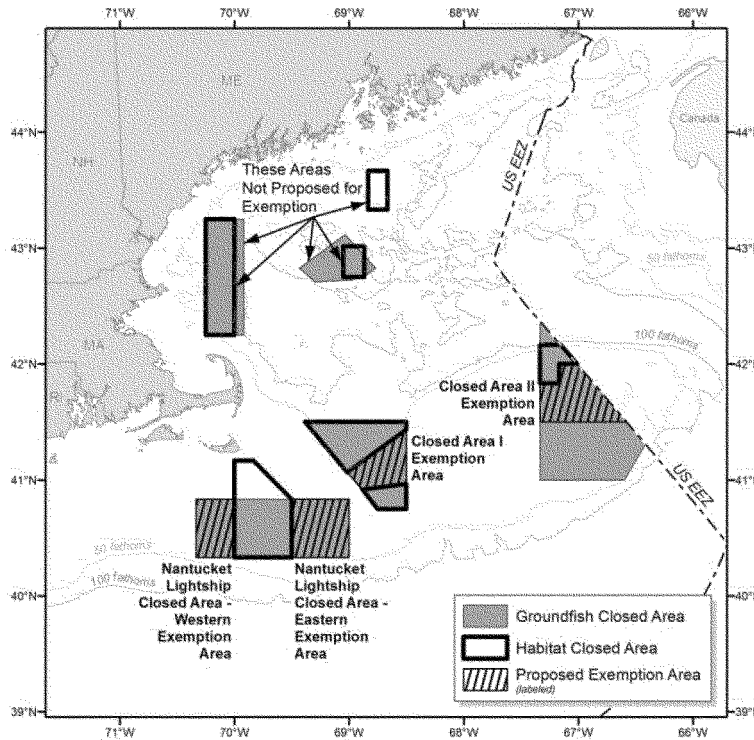 71°W 70°W 69°W 68°W 67°W 66°W
44°N
43°N
42°N
41°N
40°N
39°N
44°N
43°N
42°N
41°N
40°N
39°N
ME
NH
MA
Canada
US EEZ
These Areas
Not Proposed for
Exemption
50 fathoms
100 fathoms
Closed Area II
Exemption
Area
Closed Area I
Exemption
Area
US EEZ
50 fathoms
100 fathoms
Nantucket
Lightship
Closed Area -
Western
Exemption
Area
Nantucket
Lightship
Closed Area -
Eastern
Exemption
Area
Groundfish Closed Area
Habitat Closed Area
Proposed Exemption Area
(labeled)
71°W 70°W 69°W 68°W 67°W 66°W